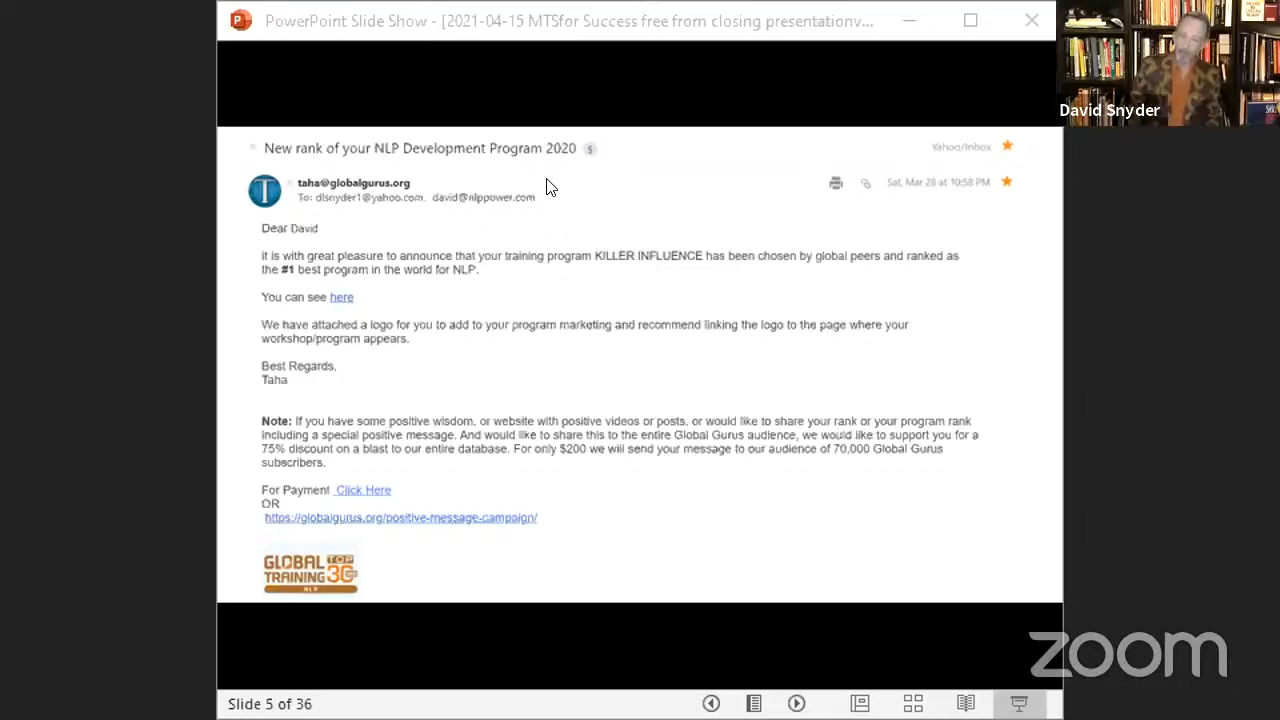 PowerPoint Slide Show - [2021-04-15 MTSfor Success free from closing presentationv...
David Snyder
New rank of your NLP Development Program 2020
Yahoo/Inbox
taha@globalgurus.org
Sat, Mar 28 at 10:58 PM
To: dlsnyder1@yahoo.com, david@nlppower.com
Dear David
it is with great pleasure to announce that your training program KILLER INFLUENCE has been chosen by global peers and ranked as
the #1 best program in the world for NLP.
You can see here
We have attached a logo for you to add to your program marketing and recommend linking the logo to the page where your
workshop/program appears.
Best Regards,
Taha
Note: If you have some positive wisdom, or website with positive videos or posts, or would like to share your rank or your program rank
including a special positive message. And would like to share this to the entire Global Gurus audience, we would like to support you for a
75% discount on a blast to our entire database. For only $200 we will send your message to our audience of 70,000 Global Gurus
subscribers.
For Payment Click Here
OR
https://globalgurus.org/positive-message-campaign/
GLOBAL TOP
TRAINING 30
NLP
zoom
Slide 5 of 36